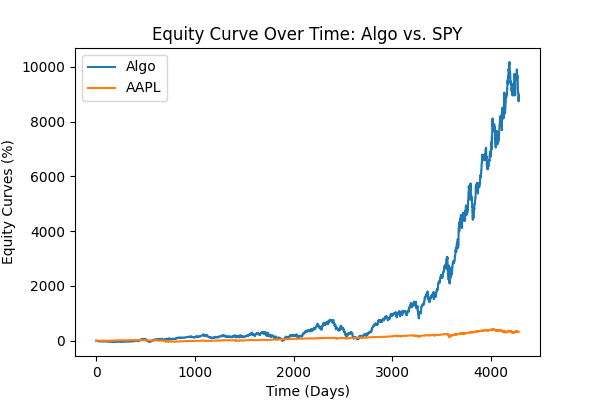 Equity Curve Over Time: Algo vs. SPY
Algo
AAPL
Equity Curves (%)
10000
8000
6000
4000
2000
0
0 1000 2000 3000 4000
Time (Days)